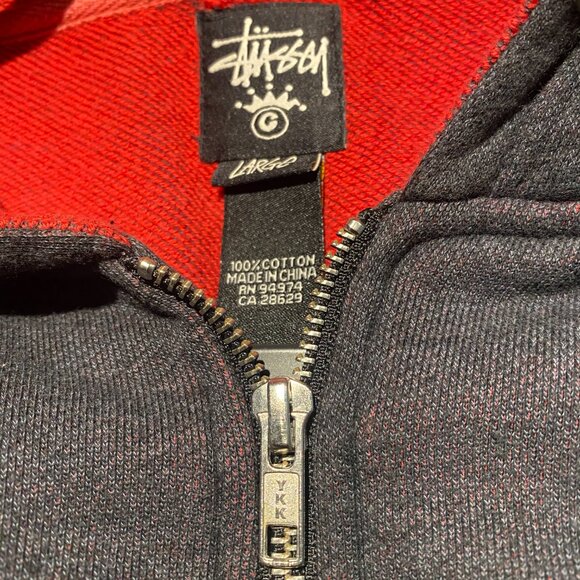 STÜSSY
C
LARGE
100% COTTON
MADE IN CHINA
RN 94974
CA 28629
YKK